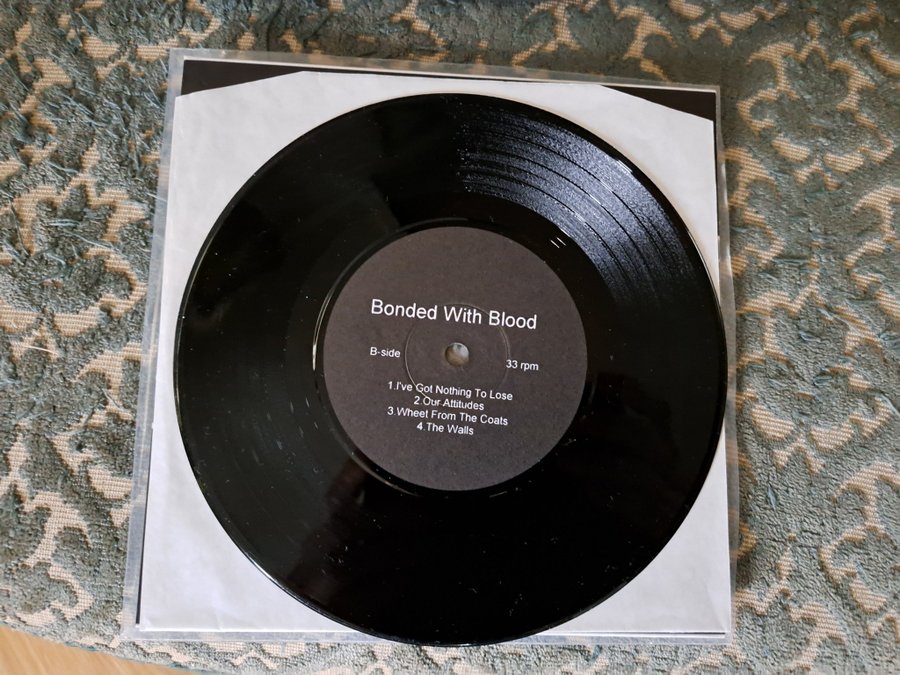 Bonded With Blood
B-side 33 rpm
1.I've Got Nothing To Lose
2.Our Attitudes
3.Wheet From The Coats
4.The Walls